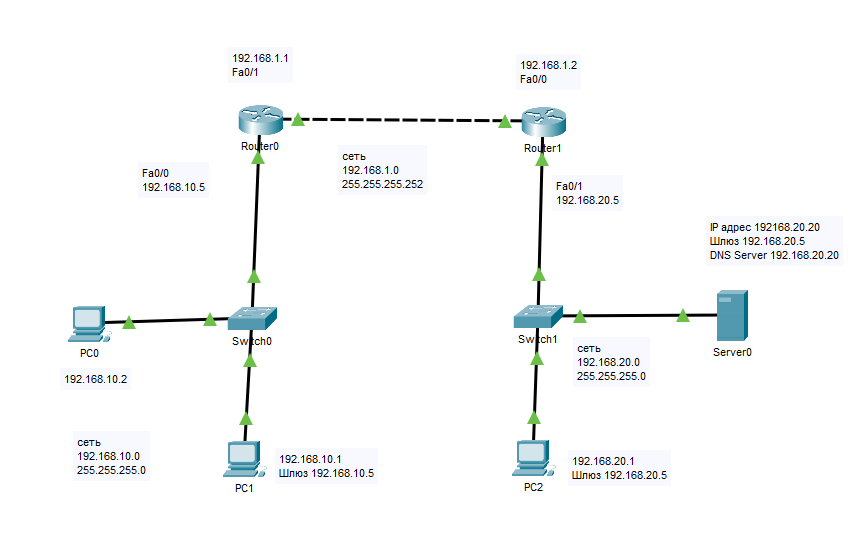 192.168.1.1
Fa0/1
192.168.1.2
Fa0/0
Router0
Router1
сеть
192.168.1.0
255.255.255.252
Fa0/0
192.168.10.5
Fa0/1
192.168.20.5
IP адрес 192168.20.20
Шлюз 192.168.20.5
DNS Server 192.168.20.20
Switch0
Switch1
PC0
Server0
сеть
192.168.20.0
255.255.255.0
192.168.10.2
сеть
192.168.10.0
255.255.255.0
192.168.10.1
Шлюз 192.168.10.5
PC1
192.168.20.1
Шлюз 192.168.20.5
PC2